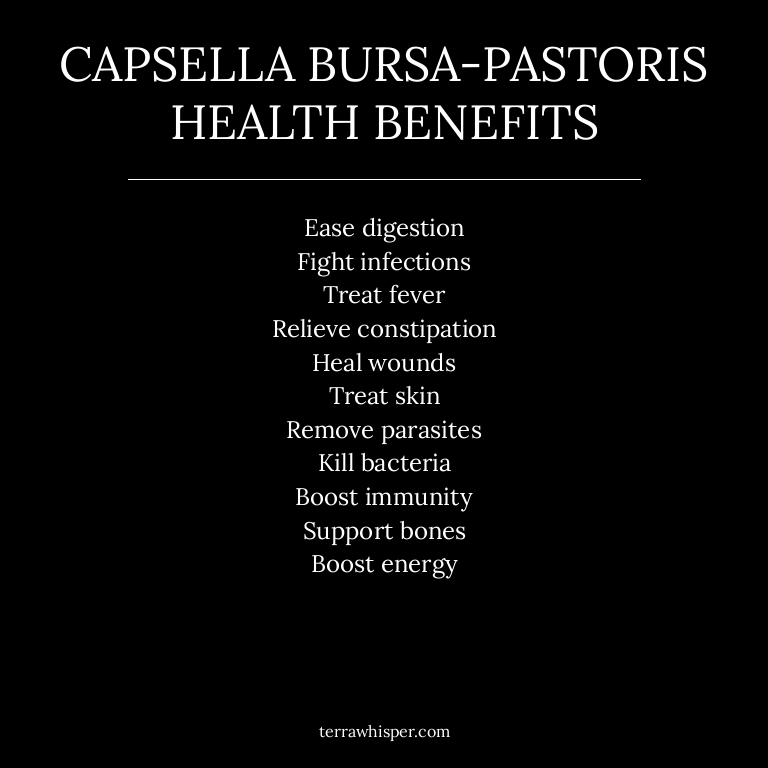 CAPSELLA BURSA-PASTORIS
HEALTH BENEFITS
Ease digestion
Fight infections
Treat fever
Relieve constipation
Heal wounds
Treat skin
Remove parasites
Kill bacteria
Boost immunity
Support bones
Boost energy
terrawhisper.com